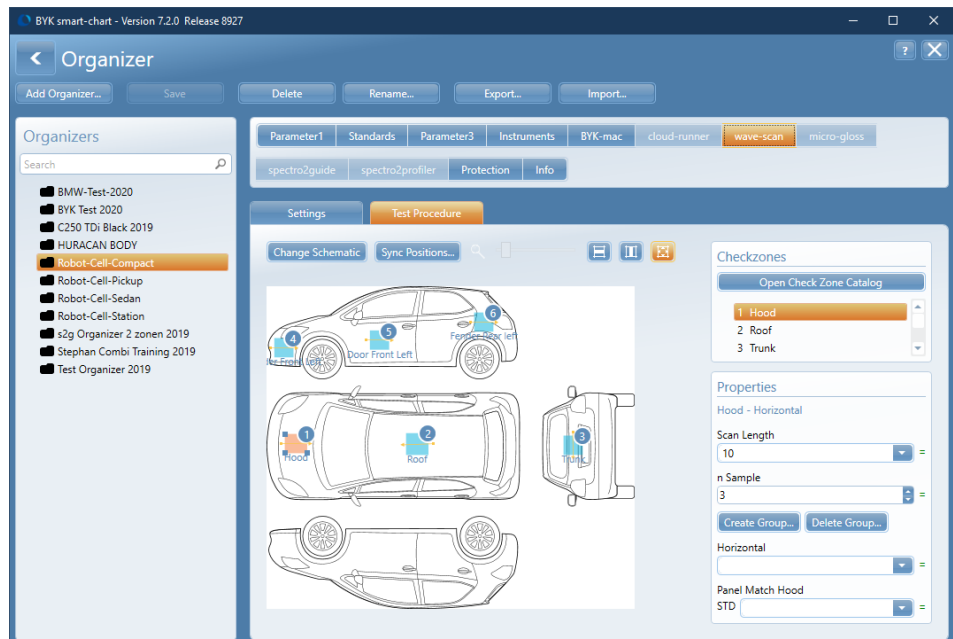 BYK smart-chart - Version 7.2.0 Release 8927
Organizer
?
Add Organizer... Save Delete Rename... Export... Import...
Organizers
Search
BMW-Test-2020
BYK Test 2020
C250 TDi Black 2019
HURACAN BODY
Robot-Cell-Compact
Robot-Cell-Pickup
Robot-Cell-Sedan
Robot-Cell-Station
s2g Organizer 2 zonen 2019
Stephan Combi Training 2019
Test Organizer 2019
Parameter1 Standards Parameter3 Instruments BYK-mac cloud-runner wave-scan micro-gloss
spectro2guide spectro2profiler Protection Info
Settings Test Procedure
Change Schematic Sync Positions...
6
Fender Rear left
5
Door Front Left
4
der Front Left
1
Hood
2
Roof
3
Trunk
Checkzones
Open Check Zone Catalog
1 Hood
2 Roof
3 Trunk
Properties
Hood - Horizontal
Scan Length
10 =
n Sample
3 =
Create Group... Delete Group...
Horizontal
=
Panel Match Hood
STD =